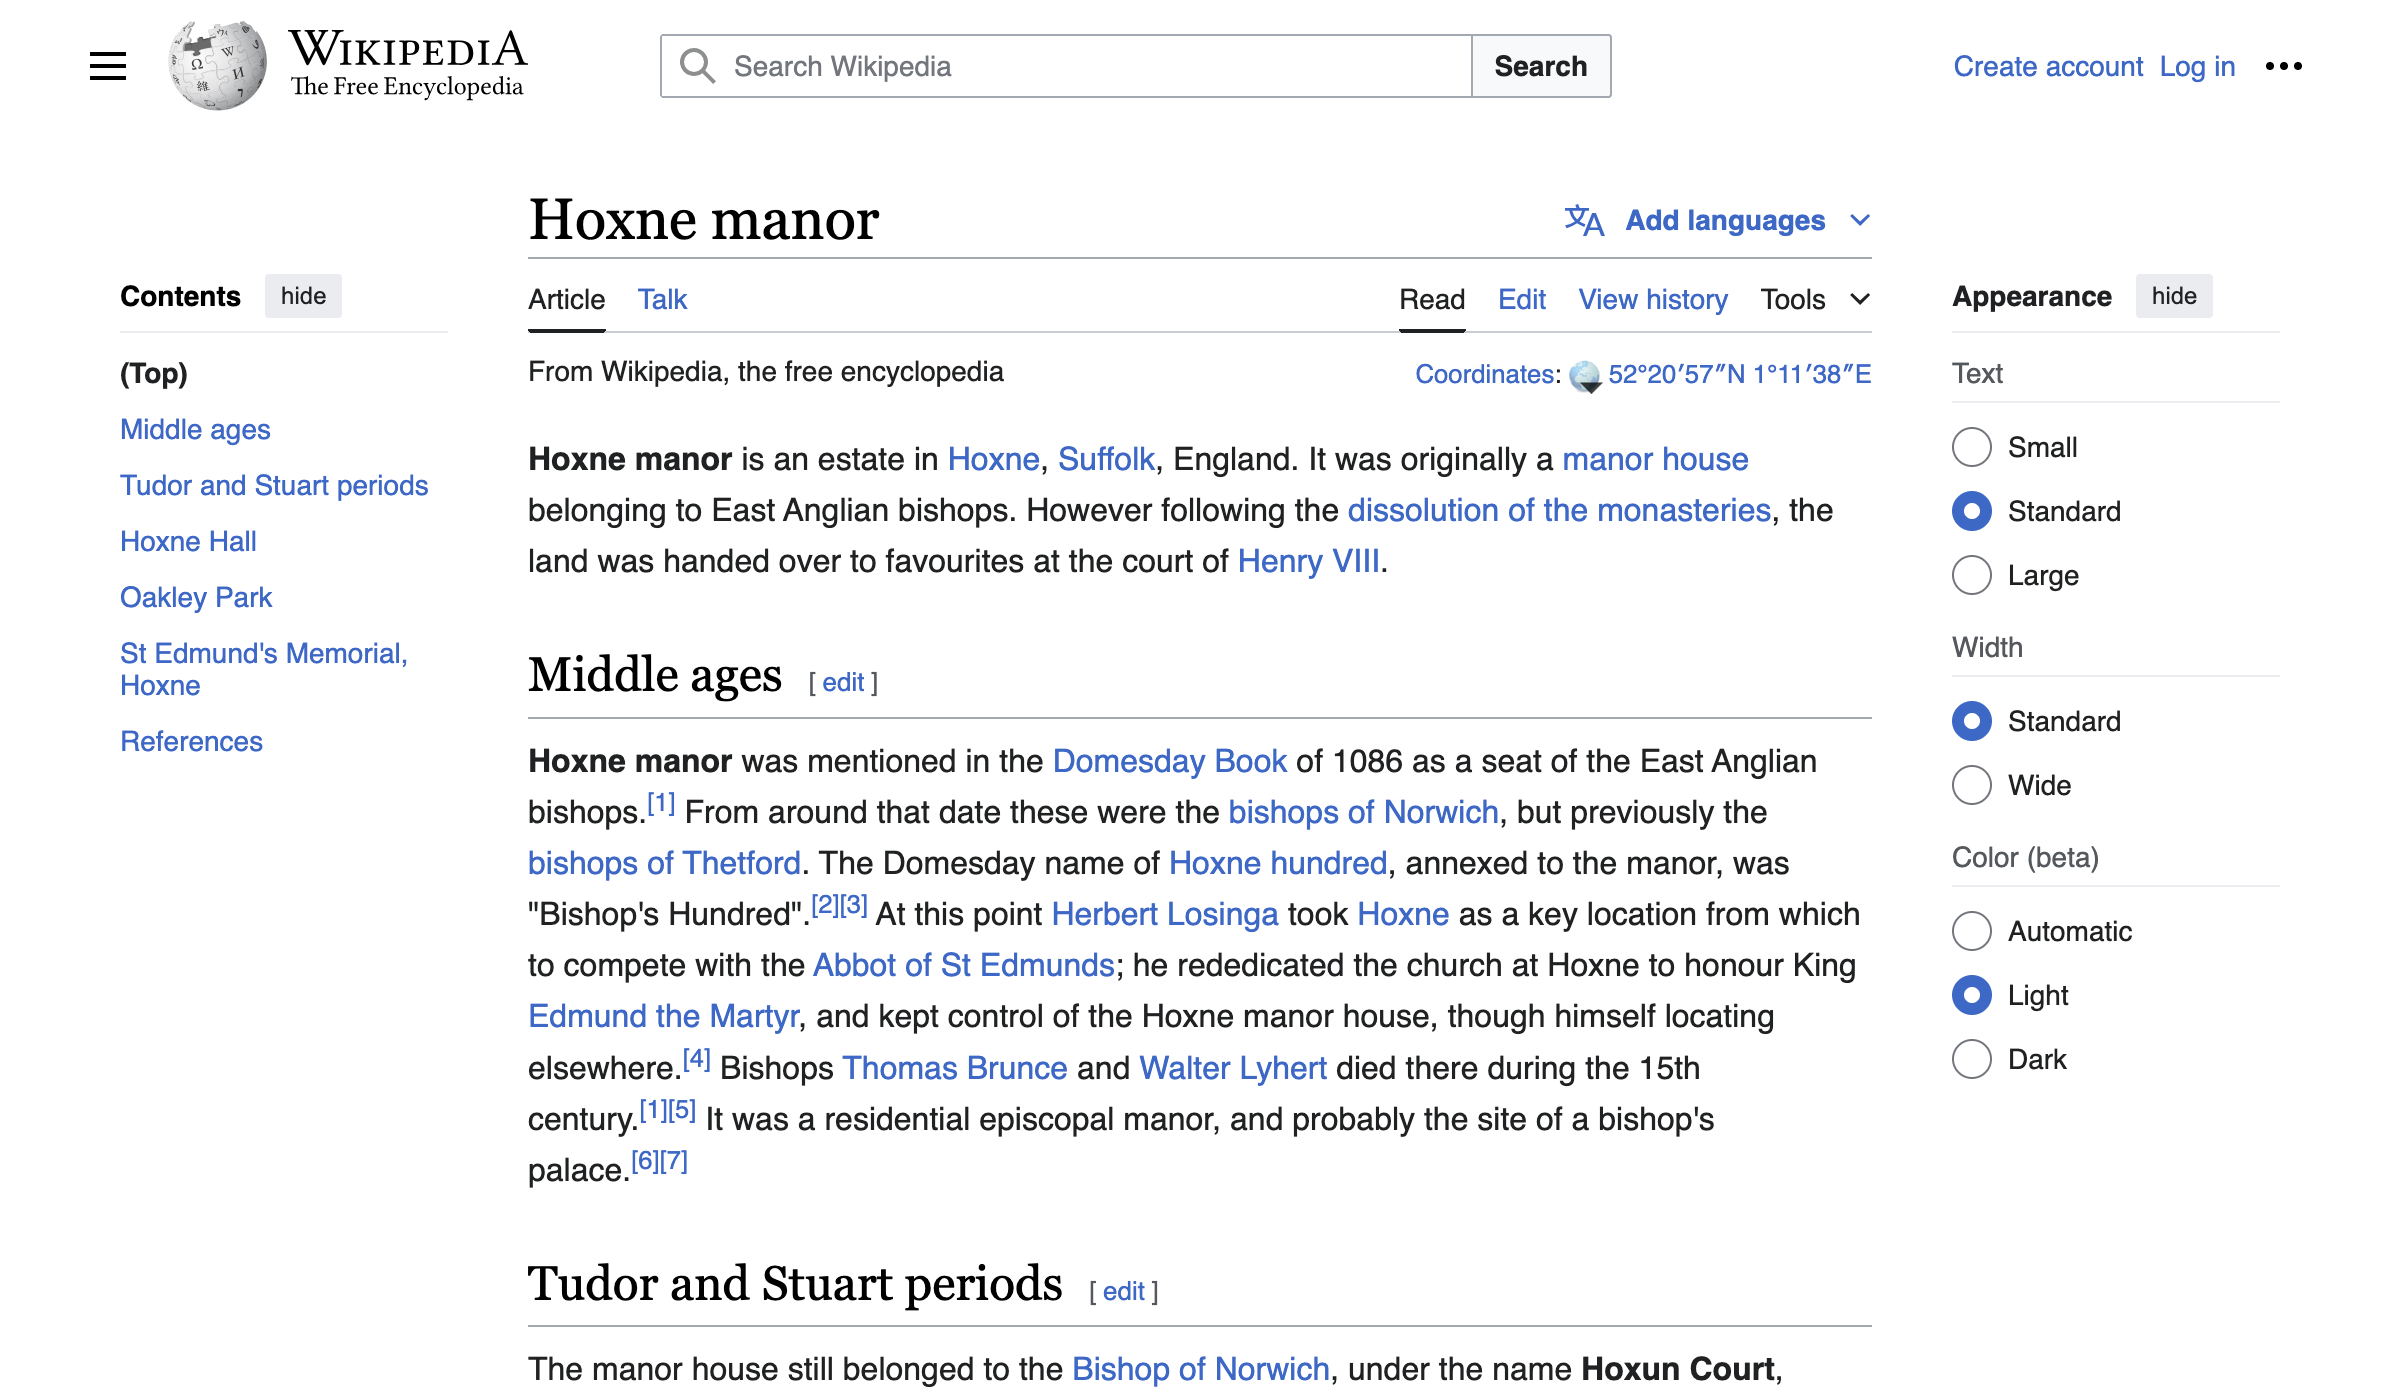 WIKIPEDIA
The Free Encyclopedia
Search Wikipedia
Search
Create account Log in
Hoxne manor
Add languages
Contents hide
(Top)
Middle ages
Tudor and Stuart periods
Hoxne Hall
Oakley Park
St Edmund's Memorial,
Hoxne
References
Article Talk
Read Edit View history Tools
From Wikipedia, the free encyclopedia
Coordinates: 52°20′57″N 1°11′38″E
Hoxne manor is an estate in Hoxne, Suffolk, England. It was originally a manor house
belonging to East Anglian bishops. However following the dissolution of the monasteries, the
land was handed over to favourites at the court of Henry VIII.
Middle ages [ edit ]
Hoxne manor was mentioned in the Domesday Book of 1086 as a seat of the East Anglian
bishops.[1] From around that date these were the bishops of Norwich, but previously the
bishops of Thetford. The Domesday name of Hoxne hundred, annexed to the manor, was
"Bishop's Hundred".[2][3] At this point Herbert Losinga took Hoxne as a key location from which
to compete with the Abbot of St Edmunds; he rededicated the church at Hoxne to honour King
Edmund the Martyr, and kept control of the Hoxne manor house, though himself locating
elsewhere.[4] Bishops Thomas Brunce and Walter Lyhert died there during the 15th
century.[1][5] It was a residential episcopal manor, and probably the site of a bishop's
palace.[6][7]
Tudor and Stuart periods [ edit ]
The manor house still belonged to the Bishop of Norwich, under the name Hoxun Court,
Appearance hide
Text
Small
Standard
Large
Width
Standard
Wide
Color (beta)
Automatic
Light
Dark